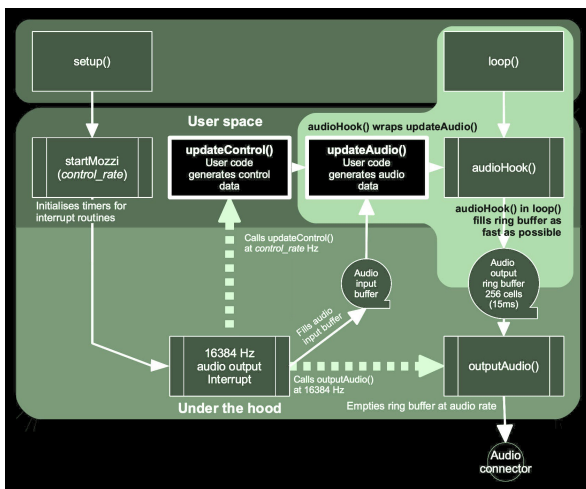 setup()
loop()
User space
audioHook() wraps updateAudio()
startMozzi
(control_rate)
updateControl()
User code
generates control
data
updateAudio()
User code
generates audio
data
audioHook()
Initialises timers for
interrupt routines
audioHook() in loop()
fills ring buffer as
fast as possible
Calls updateControl()
at control_rate Hz
Audio
input
buffer
Audio
output
ring buffer
256 cells
(15ms)
Fills audio
input buffer
16384 Hz
audio output
Interrupt
Calls outputAudio()
at 16384 Hz
outputAudio()
Under the hood
Empties ring buffer at audio rate
Audio
connector